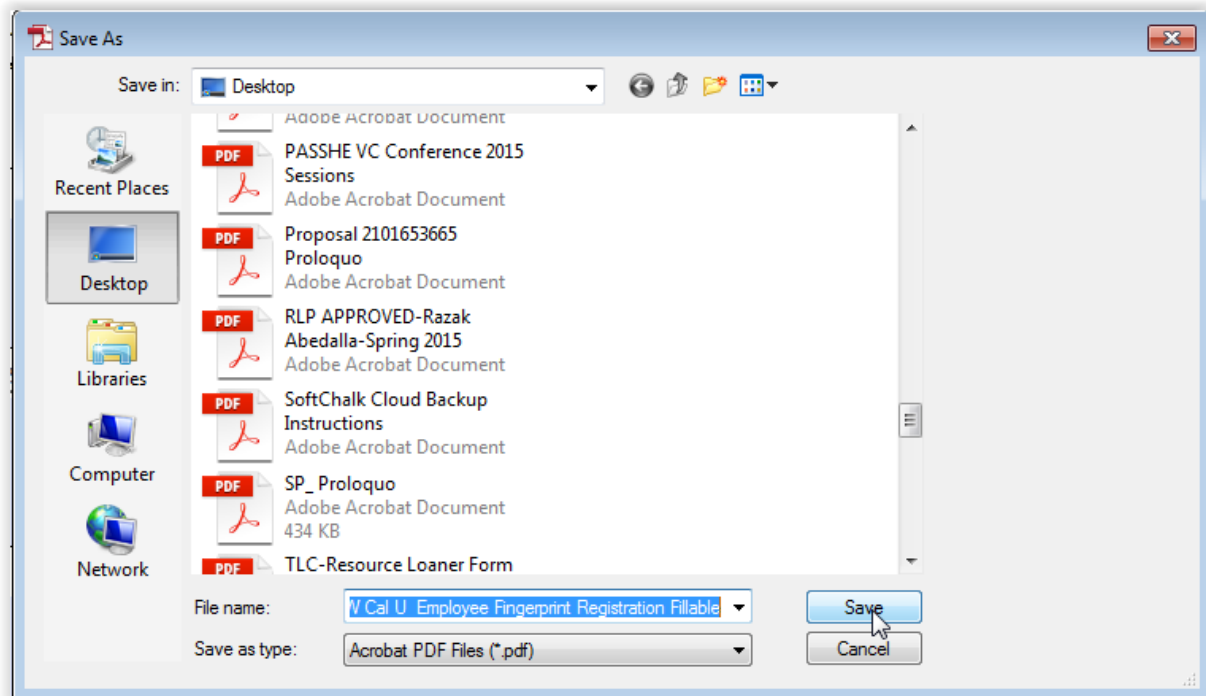 Save As
Save in:
Desktop
Adobe Acrobat Document
PDF
PASSHE VC Conference 2015
Sessions
Adobe Acrobat Document
PDF
Proposal 2101653665
Proloquo
Adobe Acrobat Document
PDF
RLP APPROVED-Razak
Abedalla-Spring 2015
Adobe Acrobat Document
PDF
SoftChalk Cloud Backup
Instructions
Adobe Acrobat Document
PDF
SP_ Proloquo
Adobe Acrobat Document
434 KB
PDF
TLC-Resource Loaner Form
Recent Places
Desktop
Libraries
Computer
Network
File name:
Cal U Employee Fingerprint Registration Fillable
Save
Save as type:
Acrobat PDF Files (*.pdf)
Cancel